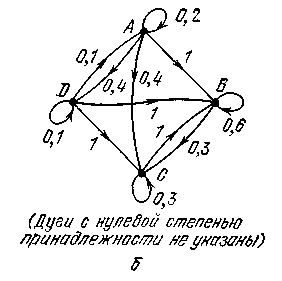 A
0,2
0,1
0,4
0,4
1
D
B
0,1
1
0,6
1
1
0,3
C
0,3
(Дуги с нулевой степенью
принадлежности не указаны)
б